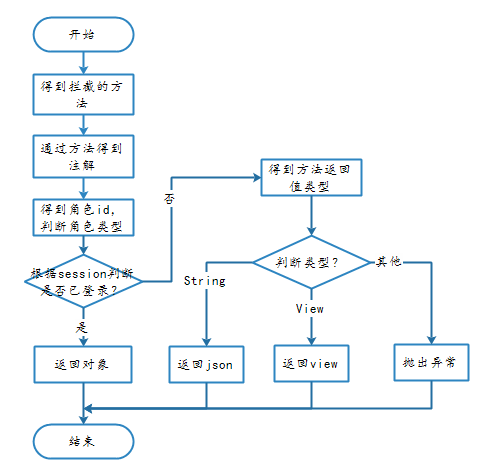 开始
得到拦截的方
法
通过方法得到
注解
得到角色id,
判断角色类型
根据session判断
是否已登录?
是
返回对象
结束
否
得到方法返回
值类型
判断类型?
String
View
其他
返回json
返回view
抛出异常